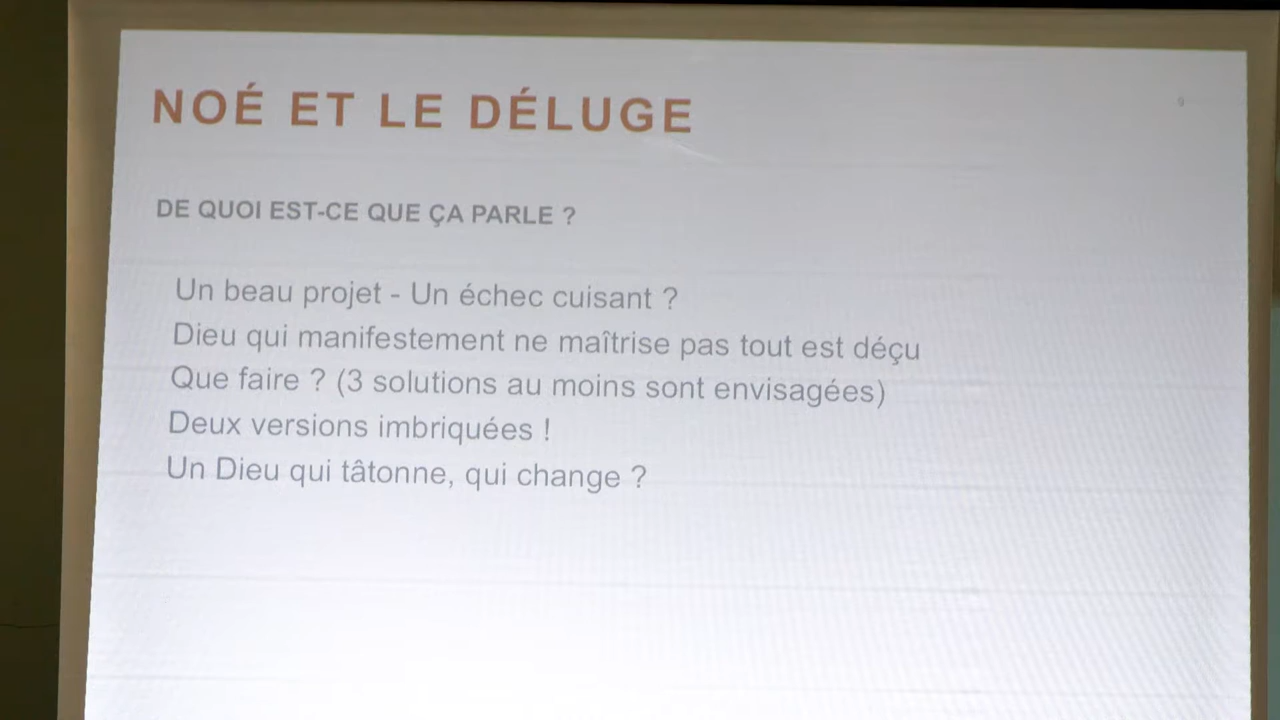 NOÉ ET LE DÉLUGE
DE QUOI EST-CE QUE ÇA PARLE ?
Un beau projet - Un échec cuisant ?
Dieu qui manifestement ne maîtrise pas tout est déçu
Que faire ? (3 solutions au moins sont envisagées)
Deux versions imbriquées !
Un Dieu qui tâtonne, qui change ?